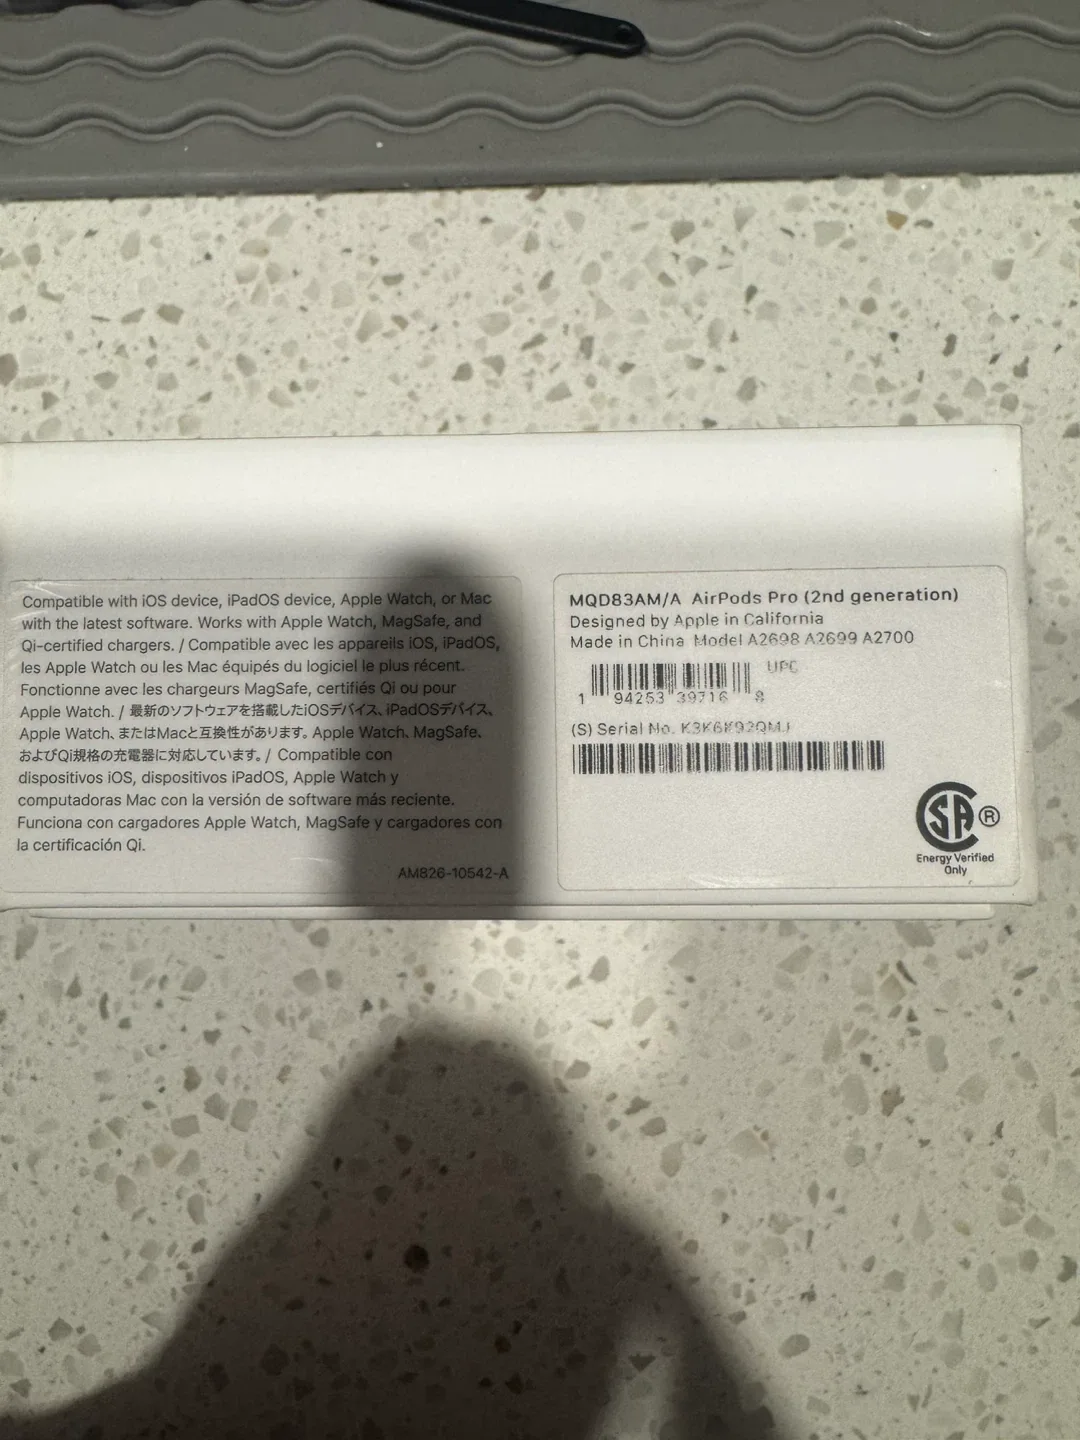 Compatible with iOS device, iPadOS device, Apple Watch, or Mac
with the latest software. Works with Apple Watch, MagSafe, and
Qi-certified chargers. / Compatible avec les appareils iOS, iPadOS,
les Apple Watch ou les Mac équipés du logiciel le plus récent.
Fonctionne avec les chargeurs MagSafe, certifiés Qi ou pour
Apple Watch. / 最新のソフトウェアを搭載したiOSデバイス、iPadOSデバイス、
Apple Watch、またはMacと互換性があります。Apple Watch、MagSafe、
およびQi規格の充電器に対応しています。/ Compatible con
dispositivos iOS, dispositivos iPadOS, Apple Watch y
computadoras Mac con la versión de software más reciente.
Funciona con cargadores Apple Watch, MagSafe y cargadores con
la certificación Qi.
AM826-10542-A
MQD83AM/A AirPods Pro (2nd generation)
Designed by Apple in California
Made in China Model A2698 A2699 A2700
UPC
1 94253 39716 8
(S) Serial No.
SA ®
Energy Verified
Only